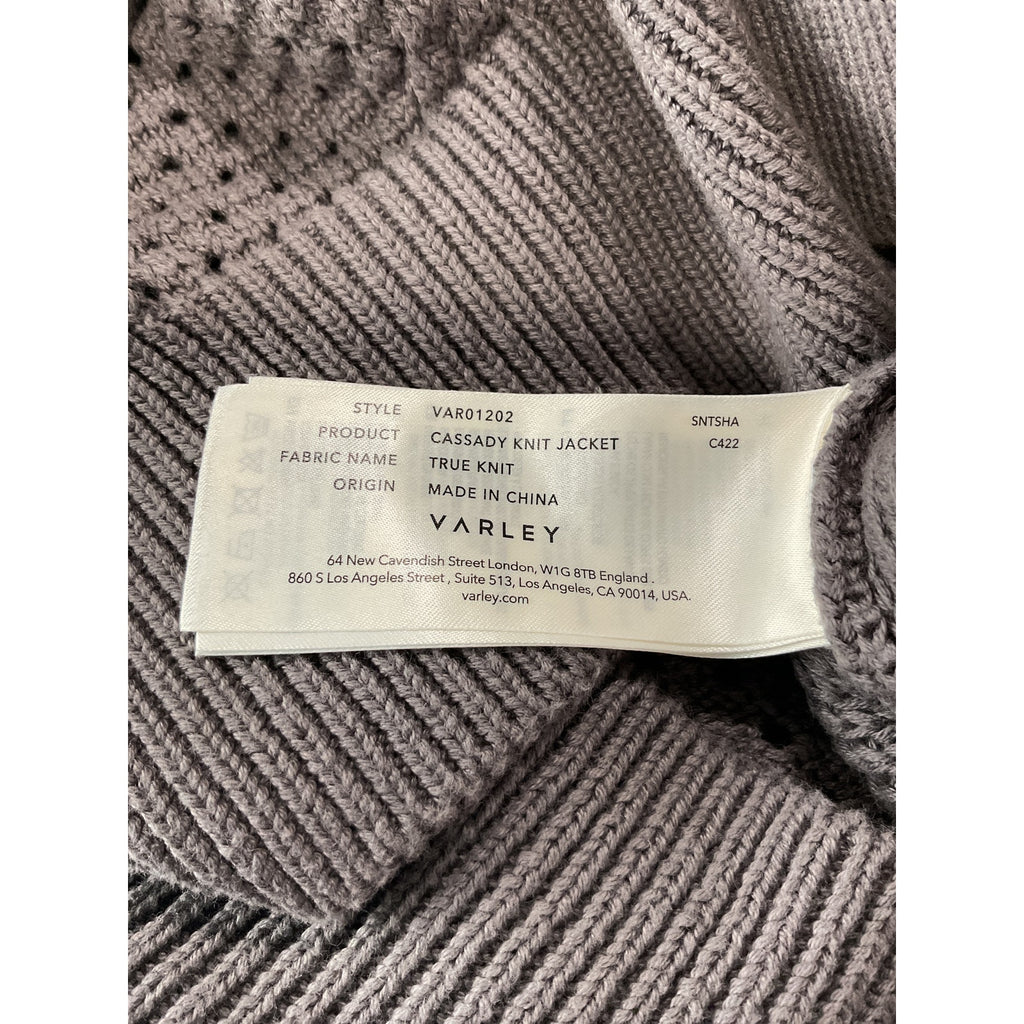 STYLE VAR01202 SNTSHA
PRODUCT CASSADY KNIT JACKET C422
FABRIC NAME TRUE KNIT
ORIGIN MADE IN CHINA
VARLEY
64 New Cavendish Street London, W1G 8TB England .
860 S Los Angeles Street , Suite 513, Los Angeles, CA 90014, USA.
varley.com